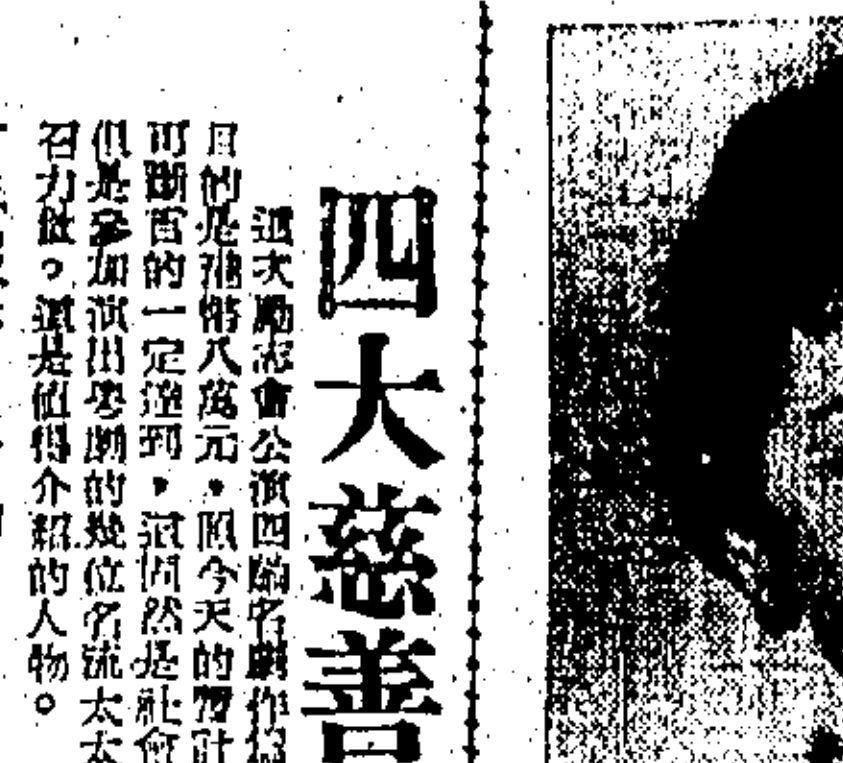 四大慈善
這次勵志會公演四齣名劇作
目的是港幣八萬元。照今天的預計
可斷言的一定達到,這固然是社會
但是參加演出粵劇的幾位名流太太
召力啟。這是值得介紹的人物。